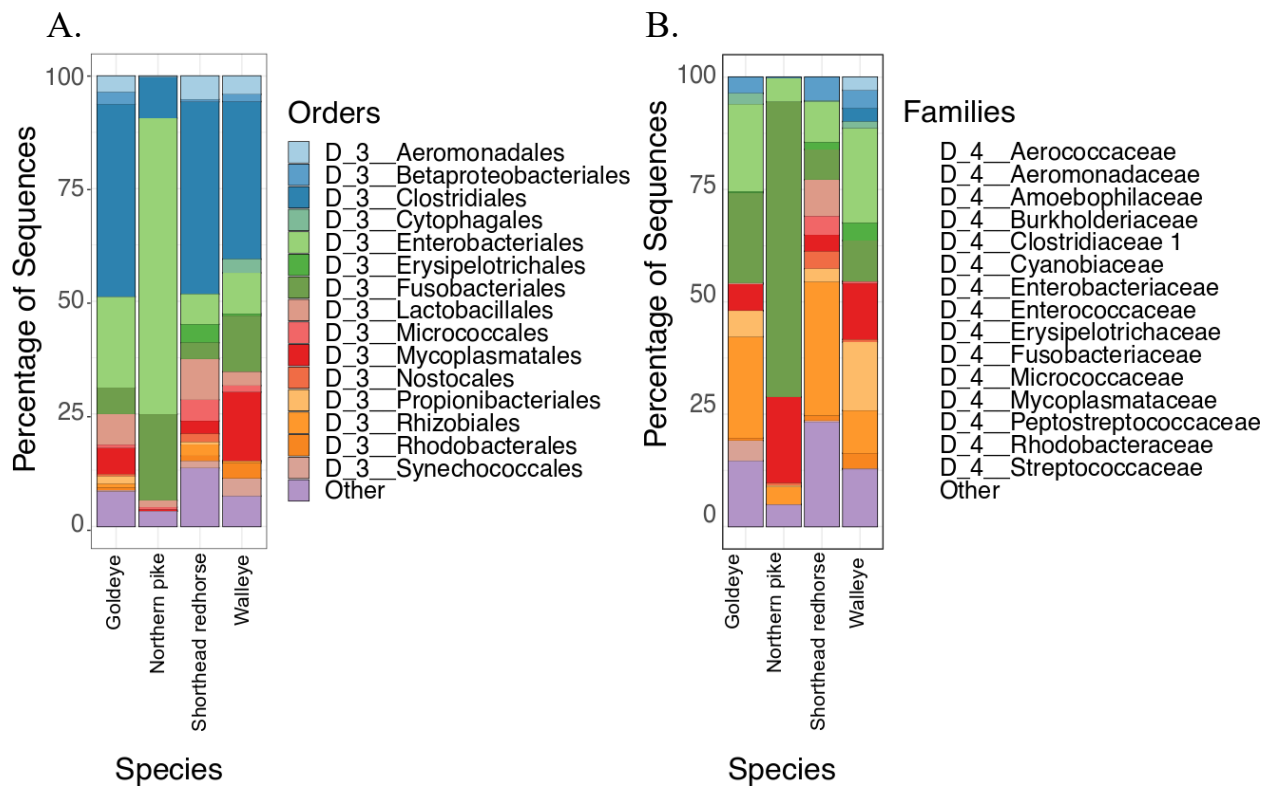 A.
100
75
50
25
0
Percentage of Sequences
Goldeye
Northern pike
Shorthead redhorse
Walleye
Species
Orders
D_3__Aeromonadales
D_3__Betaproteobacteriales
D_3__Clostridiales
D_3__Cytophagales
D_3__Enterobacteriales
D_3__Erysipelotrichales
D_3__Fusobacteriales
D_3__Lactobacillales
D_3__Micrococcales
D_3__Mycoplasmatales
D_3__Nostocales
D_3__Propionibacteriales
D_3__Rhizobiales
D_3__Rhodobacterales
D_3__Synechococcales
Other
B.
100
75
50
25
0
Percentage of Sequences
Goldeye
Northern pike
Shorthead redhorse
Walleye
Species
Families
D_4__Aerococcaceae
D_4__Aeromonadaceae
D_4__Amoebophilaceae
D_4__Burkholderiaceae
D_4__Clostridiaceae 1
D_4__Cyanobiaceae
D_4__Enterobacteriaceae
D_4__Enterococcaceae
D_4__Erysipelotrichaceae
D_4__Fusobacteriaceae
D_4__Micrococcaceae
D_4__Mycoplasmataceae
D_4__Peptostreptococcaceae
D_4__Rhodobacteraceae
D_4__Streptococcaceae
Other